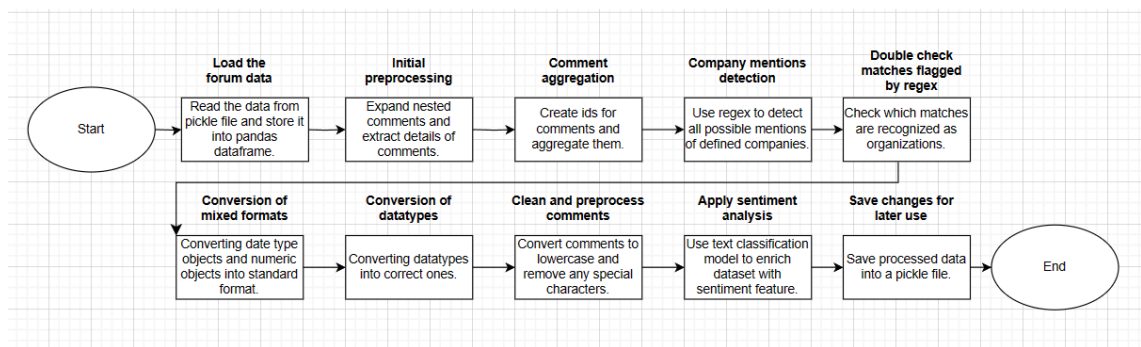 Load the
forum data
Initial
preprocessing
Comment
aggregation
Company mentions
detection
Double check
matches flagged
by regex
Start
Read the data from
pickle file and store it
into pandas
dataframe.
Expand nested
comments and
extract details of
comments.
Create ids for
comments and
aggregate them.
Use regex to detect
all possible mentions
of defined companies.
Check which matches
are recognized as
organizations.
Conversion of
mixed formats
Conversion of
datatypes
Clean and preprocess
comments
Apply sentiment
analysis
Save changes for
later use
Converting date type
objects and numeric
objects into standard
format.
Converting datatypes
into correct ones.
Convert comments to
lowercase and
remove any special
characters.
Use text classification
model to enrich
dataset with
sentiment feature.
Save processed data
into a pickle file.
End